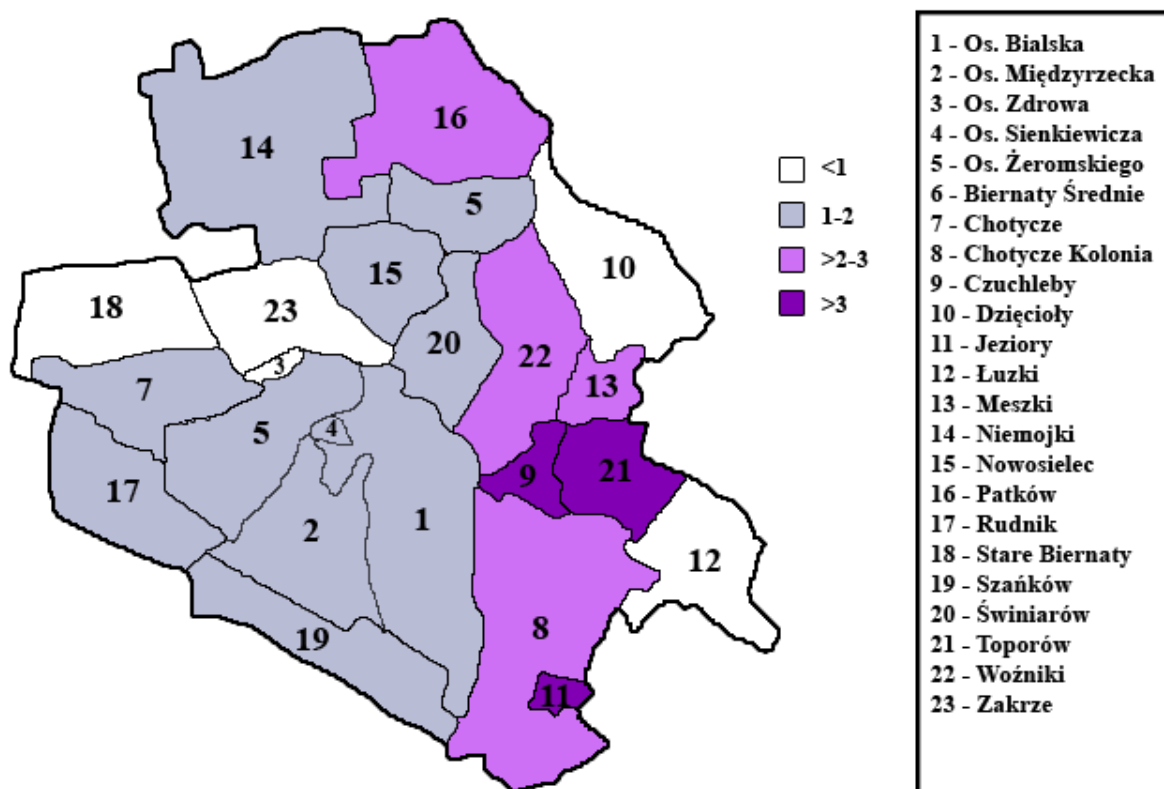 16
14
5
10
15
18
23
20
22
3
13
7
5
4
9
21
17
2
1
12
8
19
11
<1
1-2
>2-3
>3
1 - Os. Bialska
2 - Os. Międzyrzecka
3 - Os. Zdrowa
4 - Os. Sienkiewicza
5 - Os. Żeromskiego
6 - Biernaty Średnie
7 - Chotycze
8 - Chotycze Kolonia
9 - Czuchleby
10 - Dzięcioły
11 - Jeziory
12 - Łuzki
13 - Meszki
14 - Niemojki
15 - Nowosielec
16 - Patków
17 - Rudnik
18 - Stare Biernaty
19 - Szańków
20 - Świniarów
21 - Toporów
22 - Woźniki
23 - Zakrze